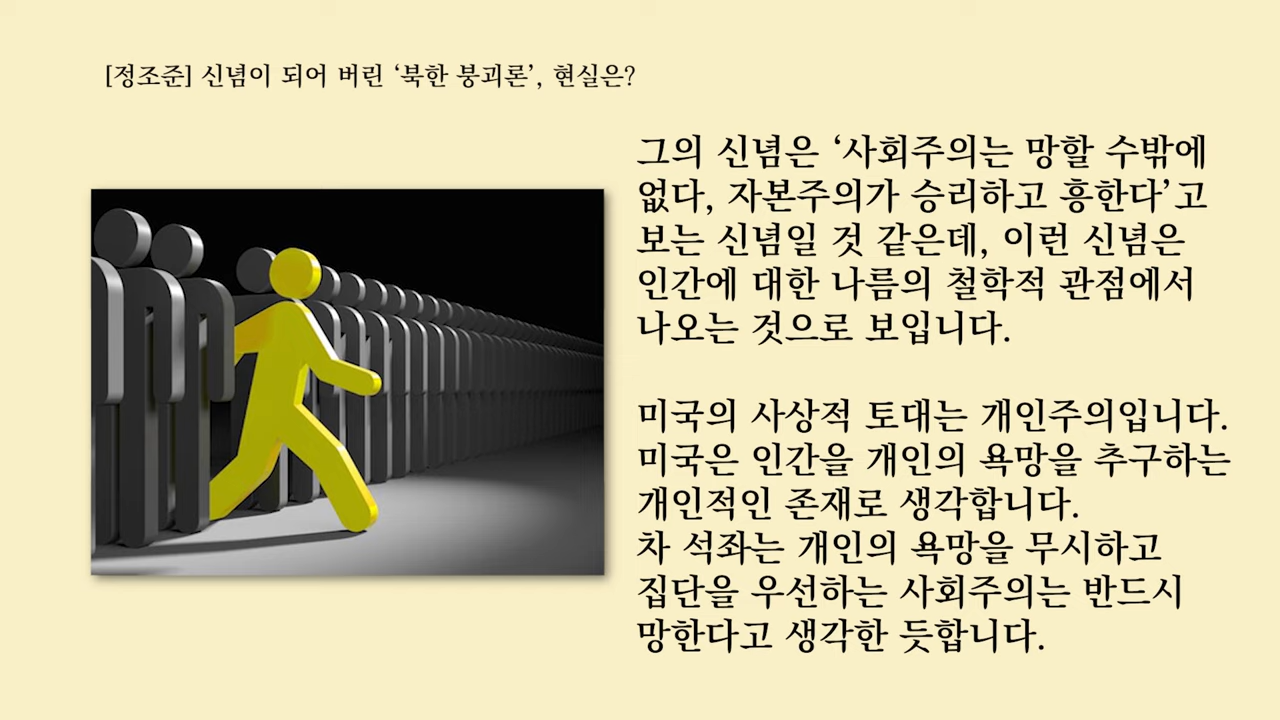 [정조준] 신념이 되어 버린 ‘북한 붕괴론’, 현실은?
그의 신념은 ‘사회주의는 망할 수밖에
없다, 자본주의가 승리하고 흥한다’고
보는 신념일 것 같은데, 이런 신념은
인간에 대한 나름의 철학적 관점에서
나오는 것으로 보입니다.
미국의 사상적 토대는 개인주의입니다.
미국은 인간을 개인의 욕망을 추구하는
개인적인 존재로 생각합니다.
차 석좌는 개인의 욕망을 무시하고
집단을 우선하는 사회주의는 반드시
망한다고 생각한 듯합니다.